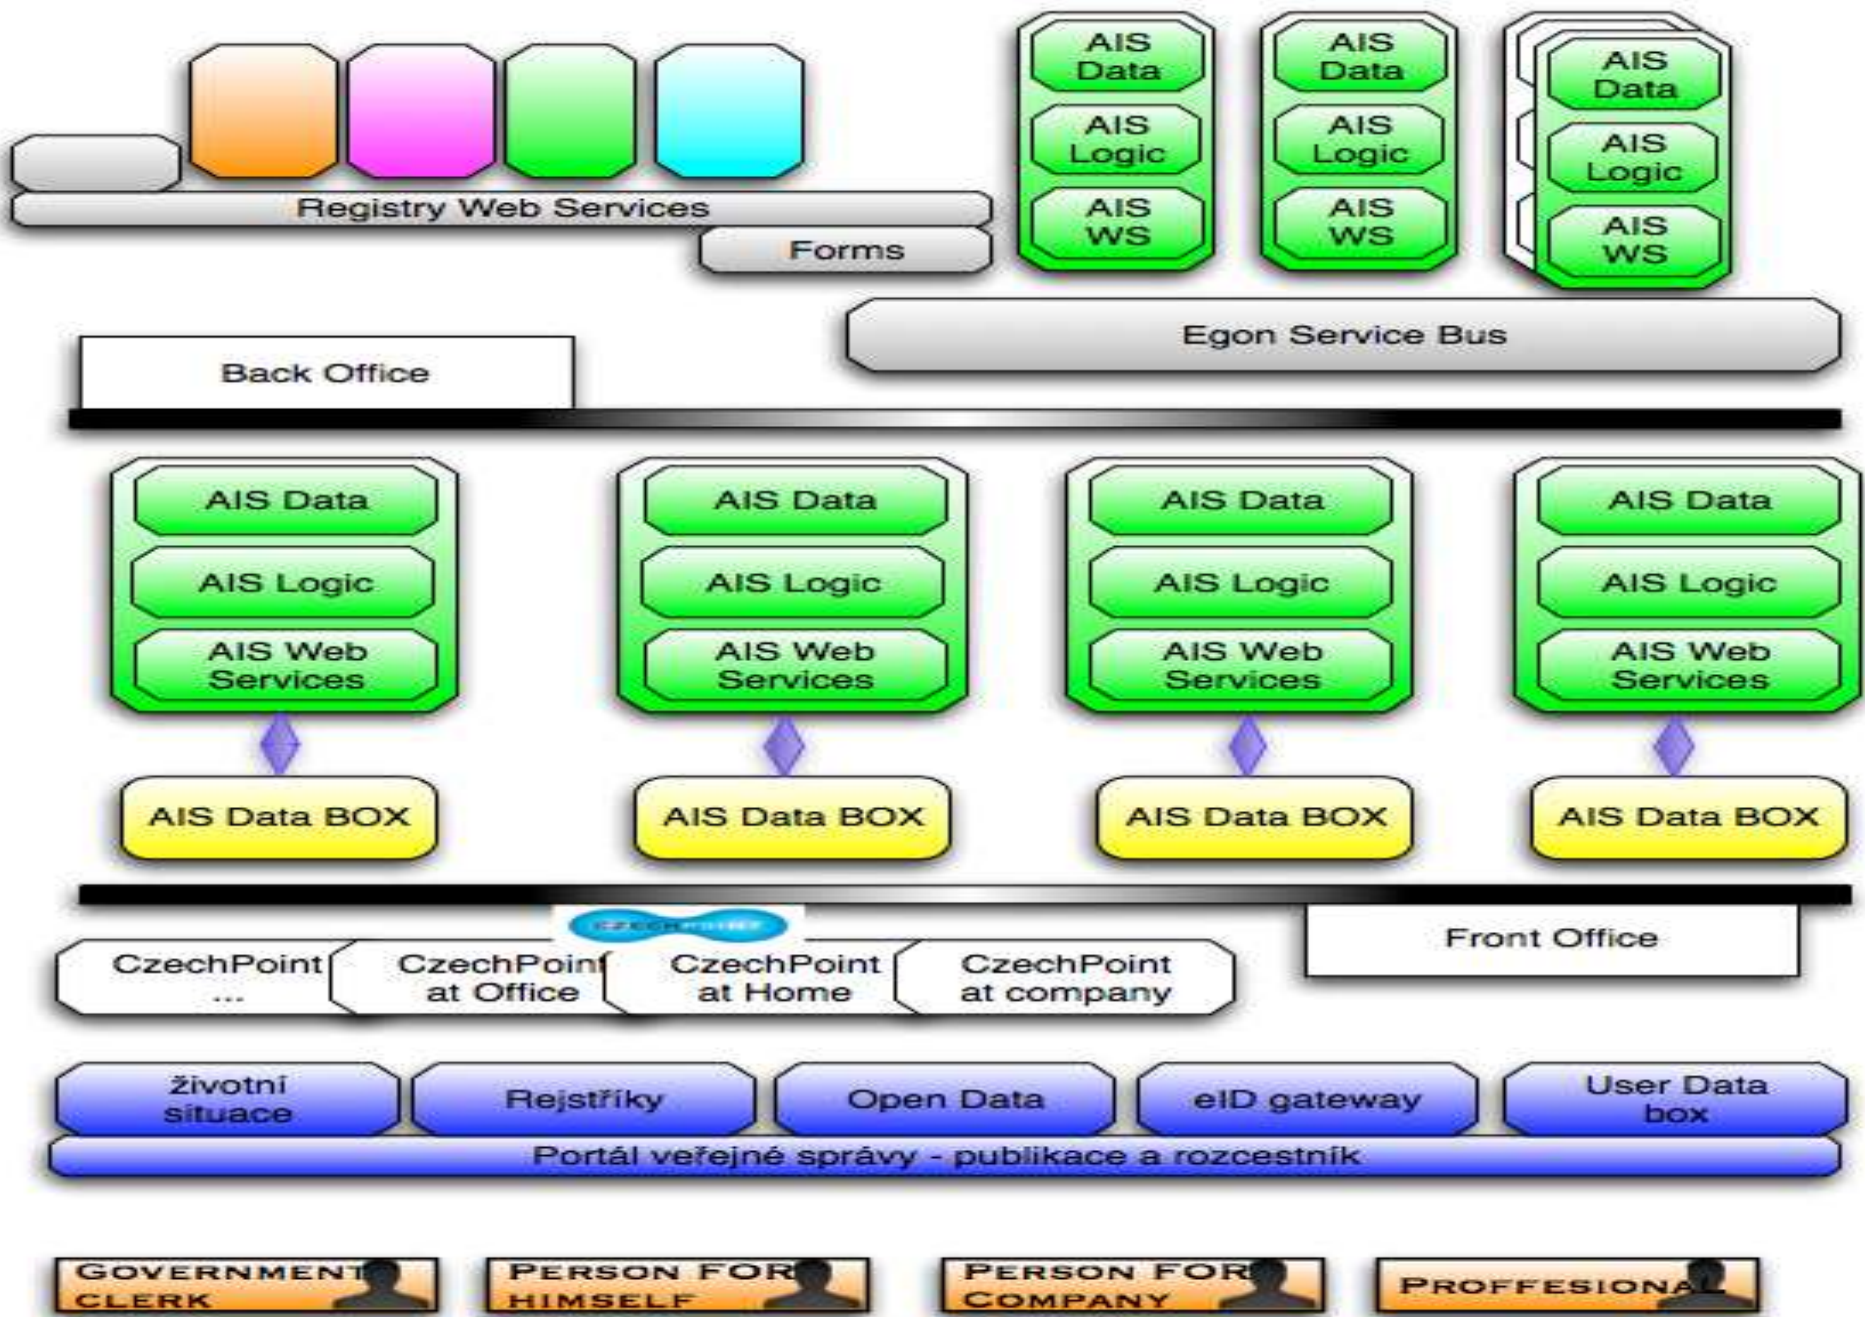 AIS
Data
AIS
Logic
AIS
WS
AIS
Data
AIS
Logic
AIS
WS
AIS
Data
AIS
Logic
AIS
WS
Registry Web Services
Forms
Egon Service Bus
Back Office
AIS Data
AIS Logic
AIS Web
Services
AIS Data BOX
AIS Data
AIS Logic
AIS Web
Services
AIS Data BOX
AIS Data
AIS Logic
AIS Web
Services
AIS Data BOX
AIS Data
AIS Logic
AIS Web
Services
AIS Data BOX
CZECHPOINT
Front Office
CzechPoint
...
CzechPoint
at Office
CzechPoint
at Home
CzechPoint
at company
životní
situace
Rejstříky
Open Data
eID gateway
User Data
box
Portál veřejné správy - publikace a rozcestník
GOVERNMENT
CLERK
PERSON FOR
HIMSELF
PERSON FOR
COMPANY
PROFFESIONAL